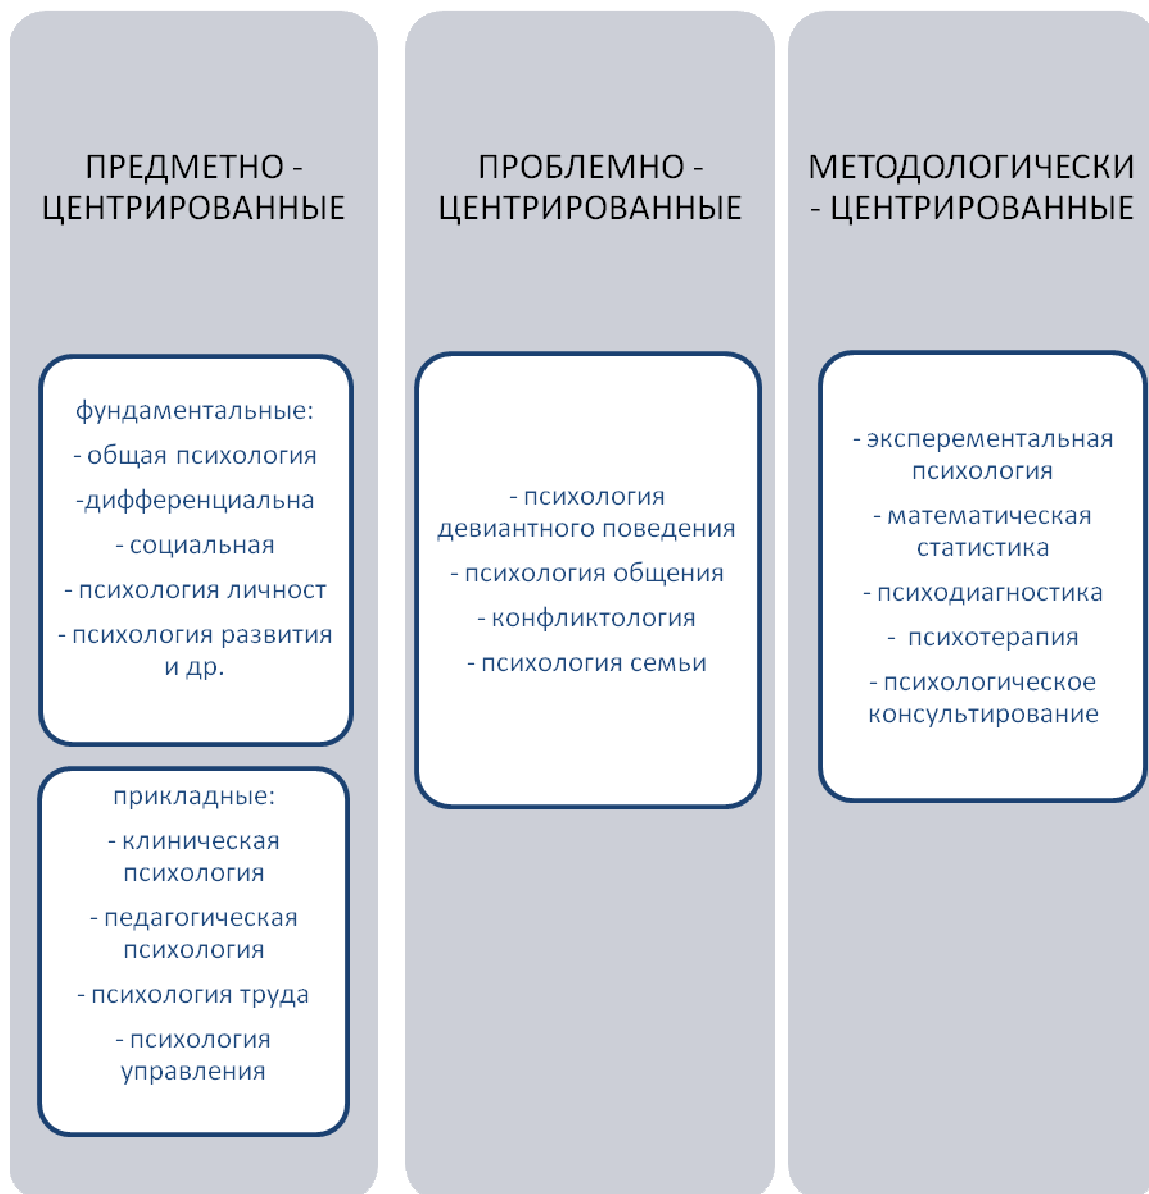 ПРЕДМЕТНО -
ЦЕНТРИРОВАННЫЕ
фундаментальные:
- общая психология
-дифференциальна
- социальная
- психология личност
- психология развития
и др.
прикладные:
- клиническая
психология
- педагогическая
психология
- психология труда
- психология
управления
ПРОБЛЕМНО -
ЦЕНТРИРОВАННЫЕ
- психология
девиантного поведения
- психология общения
- конфликтология
- психология семьи
МЕТОДОЛОГИЧЕСКИ
- ЦЕНТРИРОВАННЫЕ
- эксперементальная
психология
- математическая
статистика
- психодиагностика
- психотерапия
- психологическое
консультирование